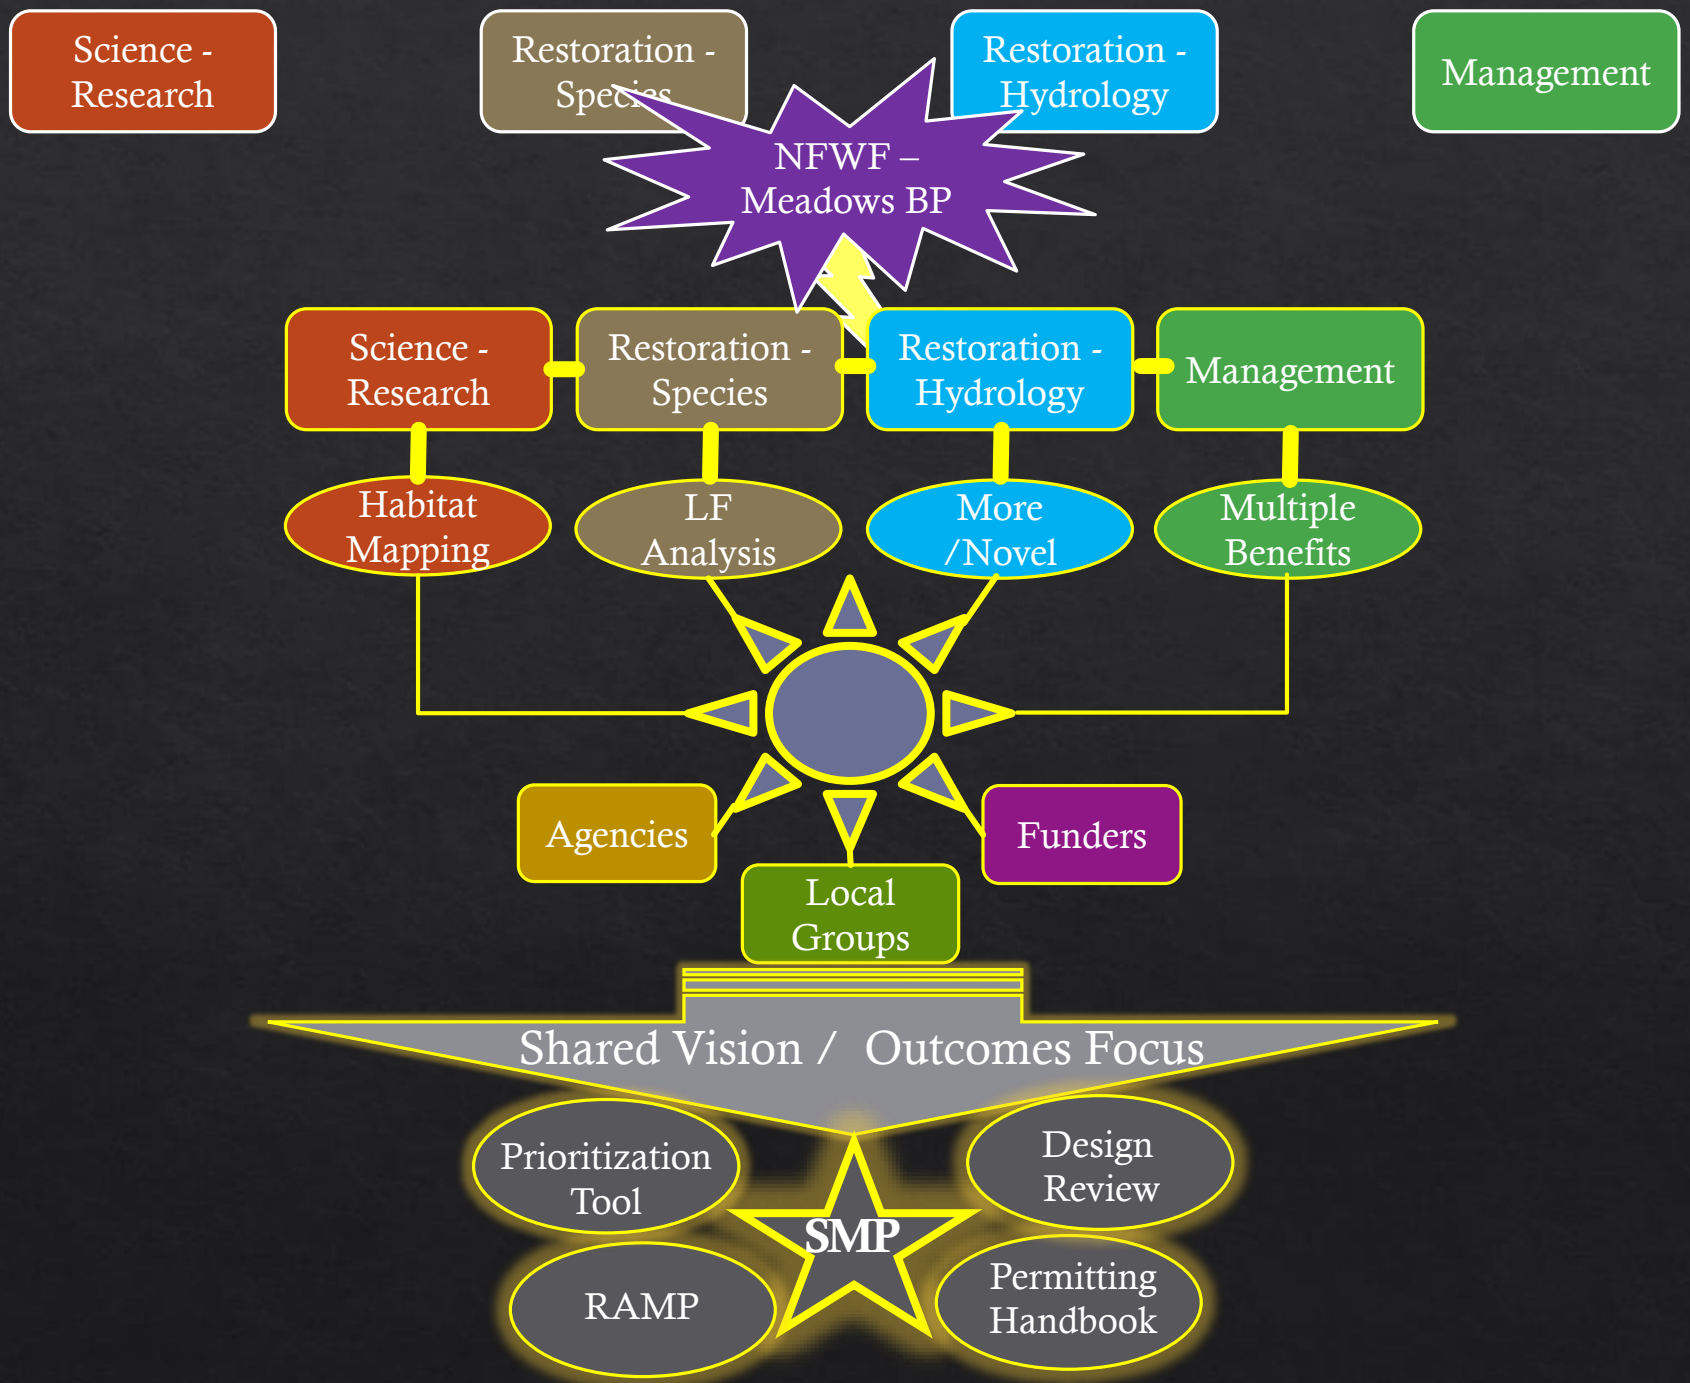 Science -
Research
Restoration -
Species
Restoration -
Hydrology
Management
NFWF –
Meadows BP
Science -
Research
Restoration -
Species
Restoration -
Hydrology
Management
Habitat
Mapping
LF
Analysis
More
/Novel
Multiple
Benefits
Agencies
Funders
Local
Groups
Shared Vision / Outcomes Focus
Prioritization
Tool
Design
Review
SMP
RAMP
Permitting
Handbook